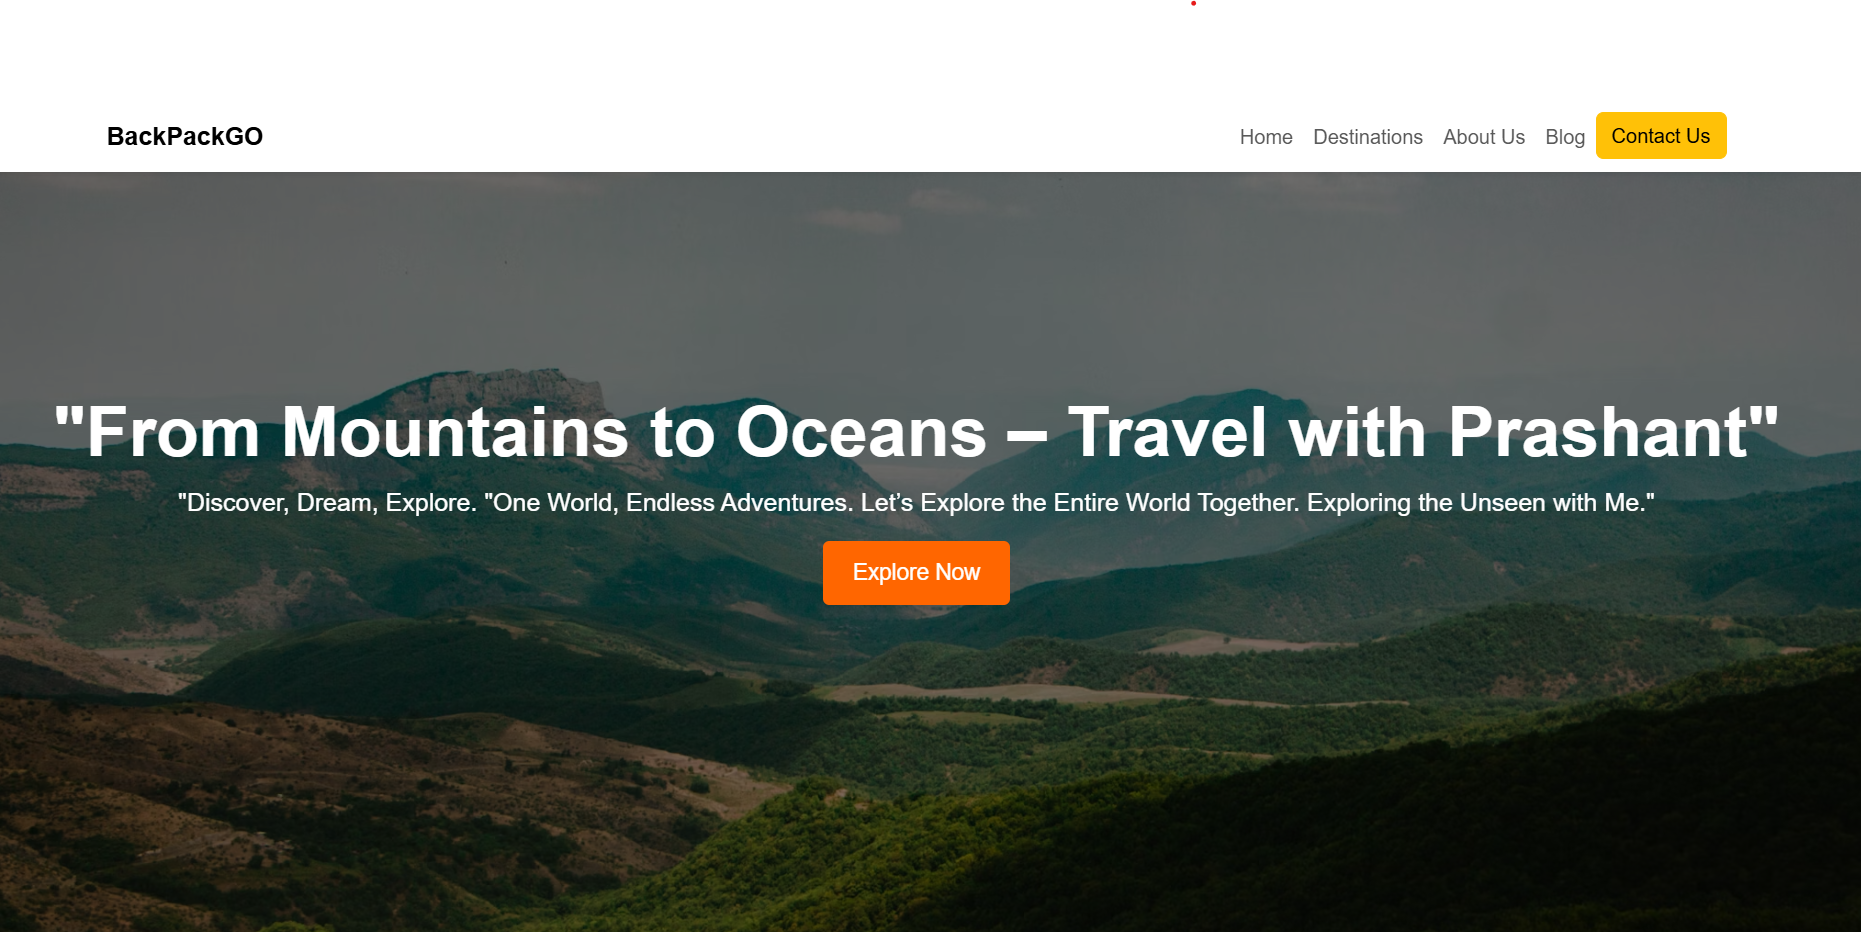 BackPackGO
Home Destinations About Us Blog Contact Us
"From Mountains to Oceans – Travel with Prashant"
"Discover, Dream, Explore. "One World, Endless Adventures. Let’s Explore the Entire World Together. Exploring the Unseen with Me."
Explore Now